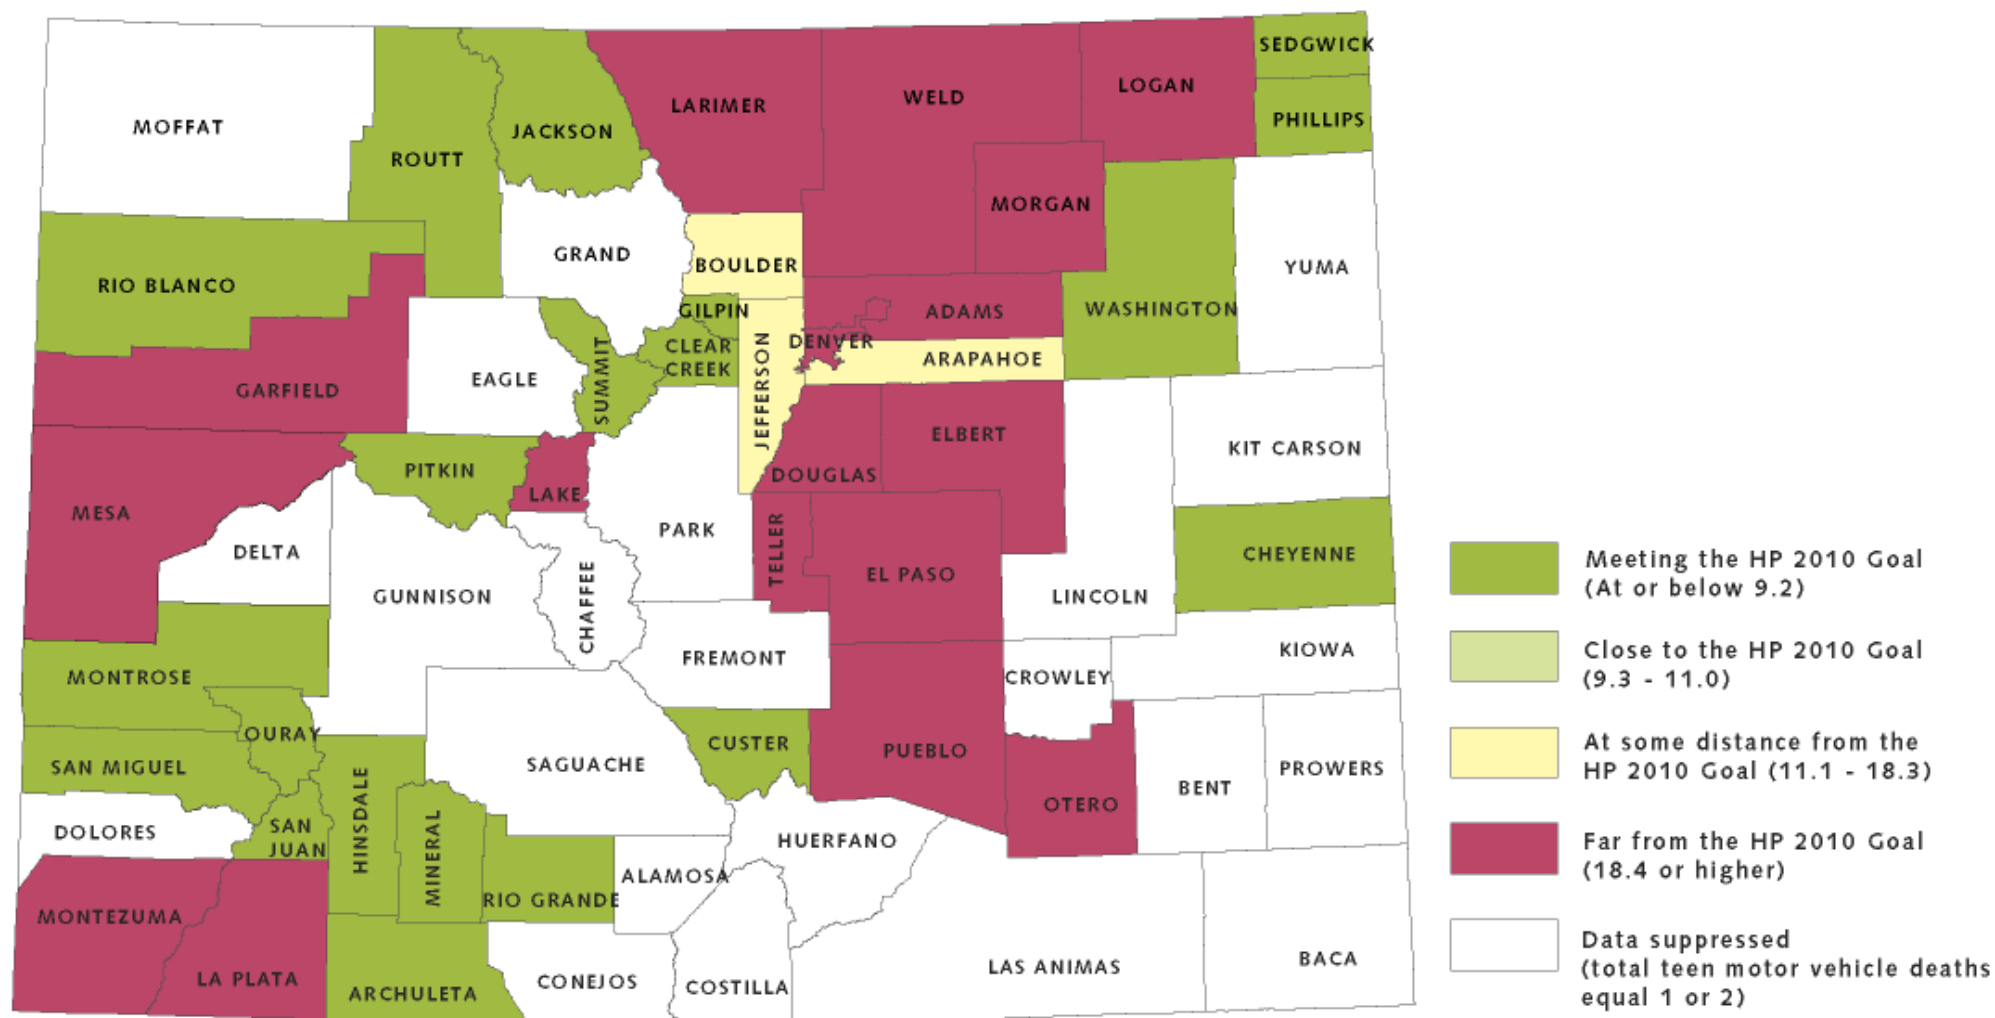 SEDGWICK
LOGAN
WELD
LARIMER
PHILLIPS
MOFFAT
JACKSON
ROUTT
MORGAN
GRAND
BOULDER
YUMA
RIO BLANCO
GILPIN
ADAMS
WASHINGTON
DENVER
CLEAR
CREEK
ARAPAHOE
EAGLE
SUMMIT
GARFIELD
JEFFERSON
ELBERT
KIT CARSON
PITKIN
DOUGLAS
LAKE
MESA
PARK
DELTA
TELLER
CHEYENNE
EL PASO
GUNNISON
CHAFFEE
LINCOLN
KIOWA
FREMONT
MONTROSE
CROWLEY
OURAY
CUSTER
PUEBLO
SAGUACHE
SAN MIGUEL
PROWERS
BENT
OTERO
HINSDALE
DOLORES
SAN
JUAN
MINERAL
HUERFANO
ALAMOSA
RIO GRANDE
MONTEZUMA
BACA
LAS ANIMAS
LA PLATA
CONEJOS
COSTILLA
ARCHULETA
Meeting the HP 2010 Goal
(At or below 9.2)
Close to the HP 2010 Goal
(9.3 - 11.0)
At some distance from the
HP 2010 Goal (11.1 - 18.3)
Far from the HP 2010 Goal
(18.4 or higher)
Data suppressed
(total teen motor vehicle deaths
equal 1 or 2)